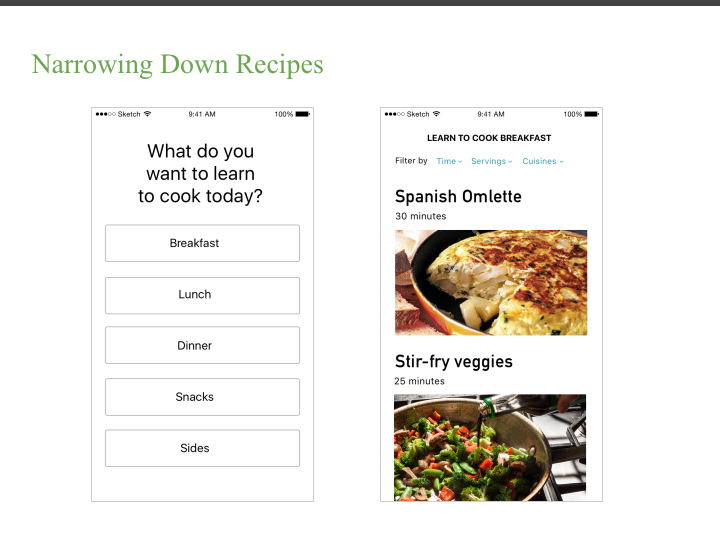 Narrowing Down Recipes
●●●○○ Sketch 9:41 AM 100%
What do you
want to learn
to cook today?
Breakfast
Lunch
Dinner
Snacks
Sides
●●●○○ Sketch 9:41 AM 100%
LEARN TO COOK BREAKFAST
Filter by Time Servings Cuisines
Spanish Omlette
30 minutes
Stir-fry veggies
25 minutes